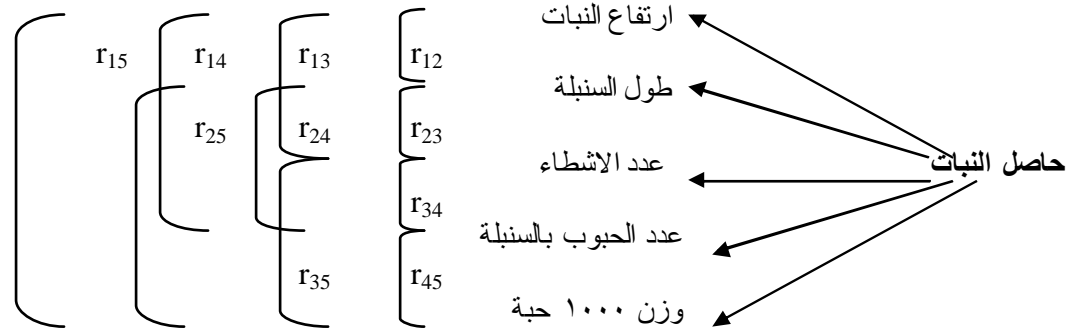 ارتفاع النبات
r12
r13
r14
r15
طول السنبلة
r23
r24
r25
حاصل النبات
عدد الاشطاء
r34
عدد الحبوب بالسنبلة
r45
r35
وزن ١٠٠٠ حبة